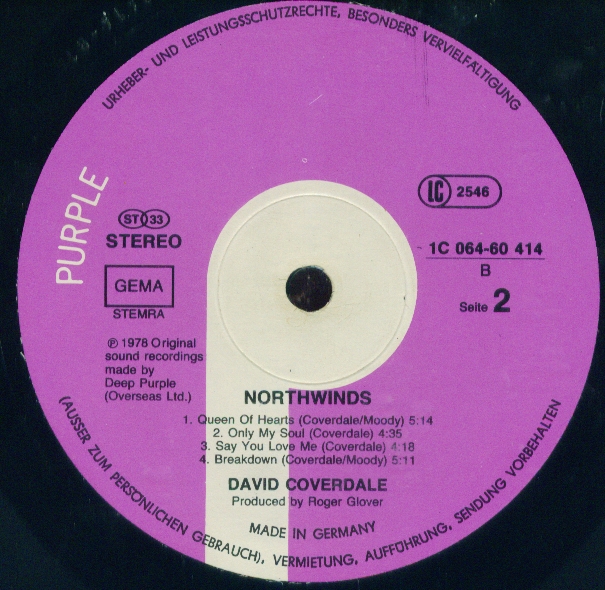 URHEBER- UND LEISTUNGSSCHUTZRECHTE, BESONDERS VERVIELFÄLTIGUNG
PURPLE
LC 2546
ST 33
STEREO
1C 064-60 414
B
GEMA
STEMRA
Seite 2
℗ 1978 Original
sound recordings
made by
Deep Purple
(Overseas Ltd.)
NORTHWINDS
1. Queen Of Hearts (Coverdale/Moody) 5:14
2. Only My Soul (Coverdale) 4:35
3. Say You Love Me (Coverdale) 4:18
4. Breakdown (Coverdale/Moody) 5:11
DAVID COVERDALE
Produced by Roger Glover
MADE IN GERMANY
(AUSSER ZUM PERSÖNLICHEN GEBRAUCH), VERMIETUNG, AUFFÜHRUNG, SENDUNG VORBEHALTEN